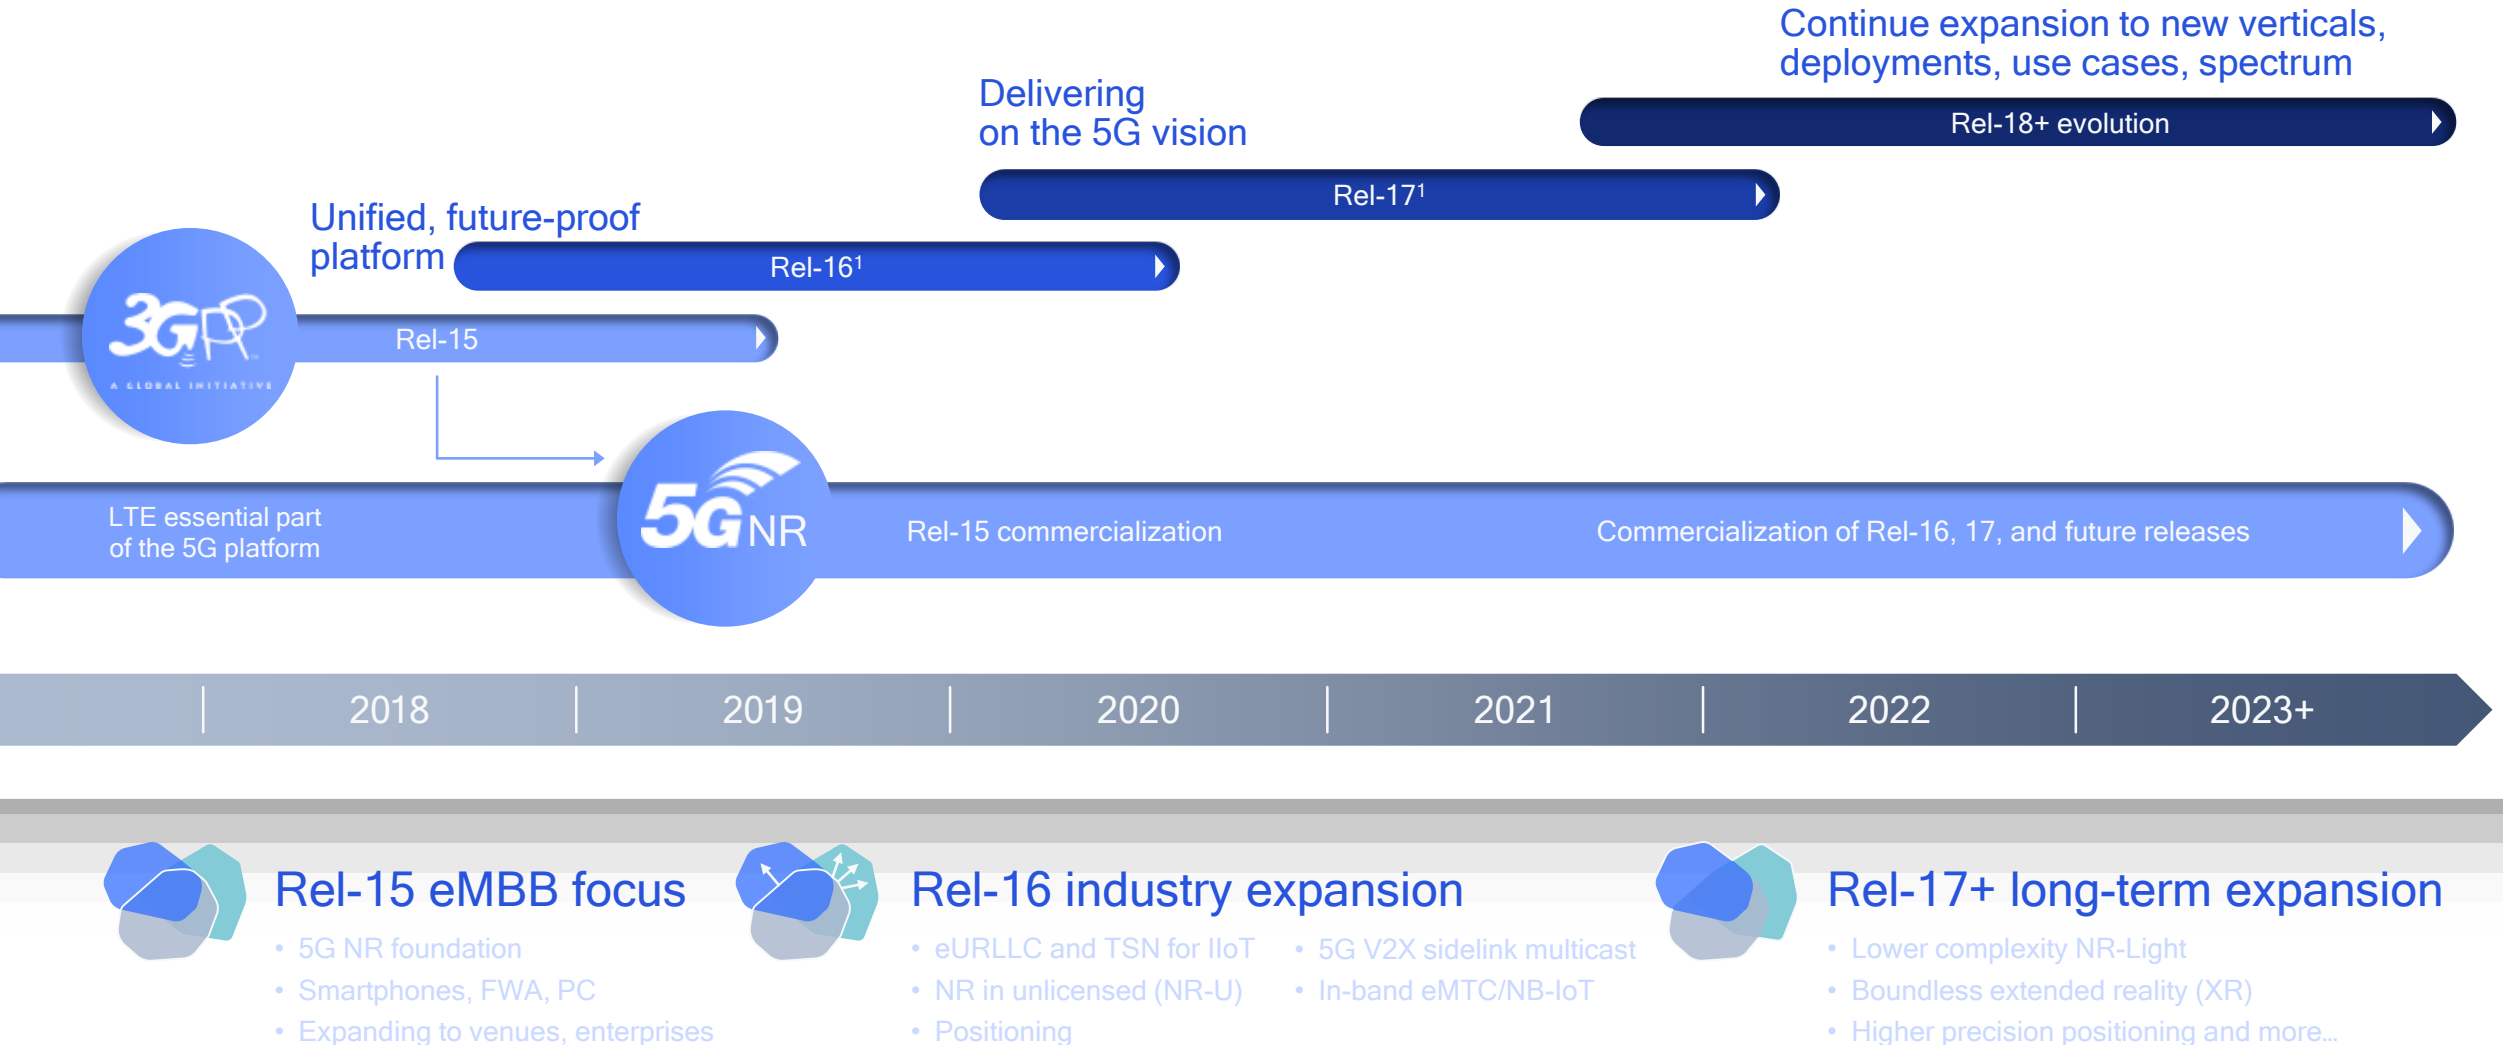 Continue expansion to new verticals,
deployments, use cases, spectrum
Rel-18+ evolution
Delivering
on the 5G vision
Rel-17¹
Unified, future-proof
platform
Rel-16¹
3GPP™
A GLOBAL INITIATIVE
Rel-15
LTE essential part
of the 5G platform
5G NR
Rel-15 commercialization
Commercialization of Rel-16, 17, and future releases
2018
2019
2020
2021
2022
2023+
Rel-15 eMBB focus
• 5G NR foundation
• Smartphones, FWA, PC
• Expanding to venues, enterprises
Rel-16 industry expansion
• eURLLC and TSN for IIoT
• NR in unlicensed (NR-U)
• Positioning
• 5G V2X sidelink multicast
• In-band eMTC/NB-IoT
Rel-17+ long-term expansion
• Lower complexity NR-Light
• Boundless extended reality (XR)
• Higher precision positioning and more...